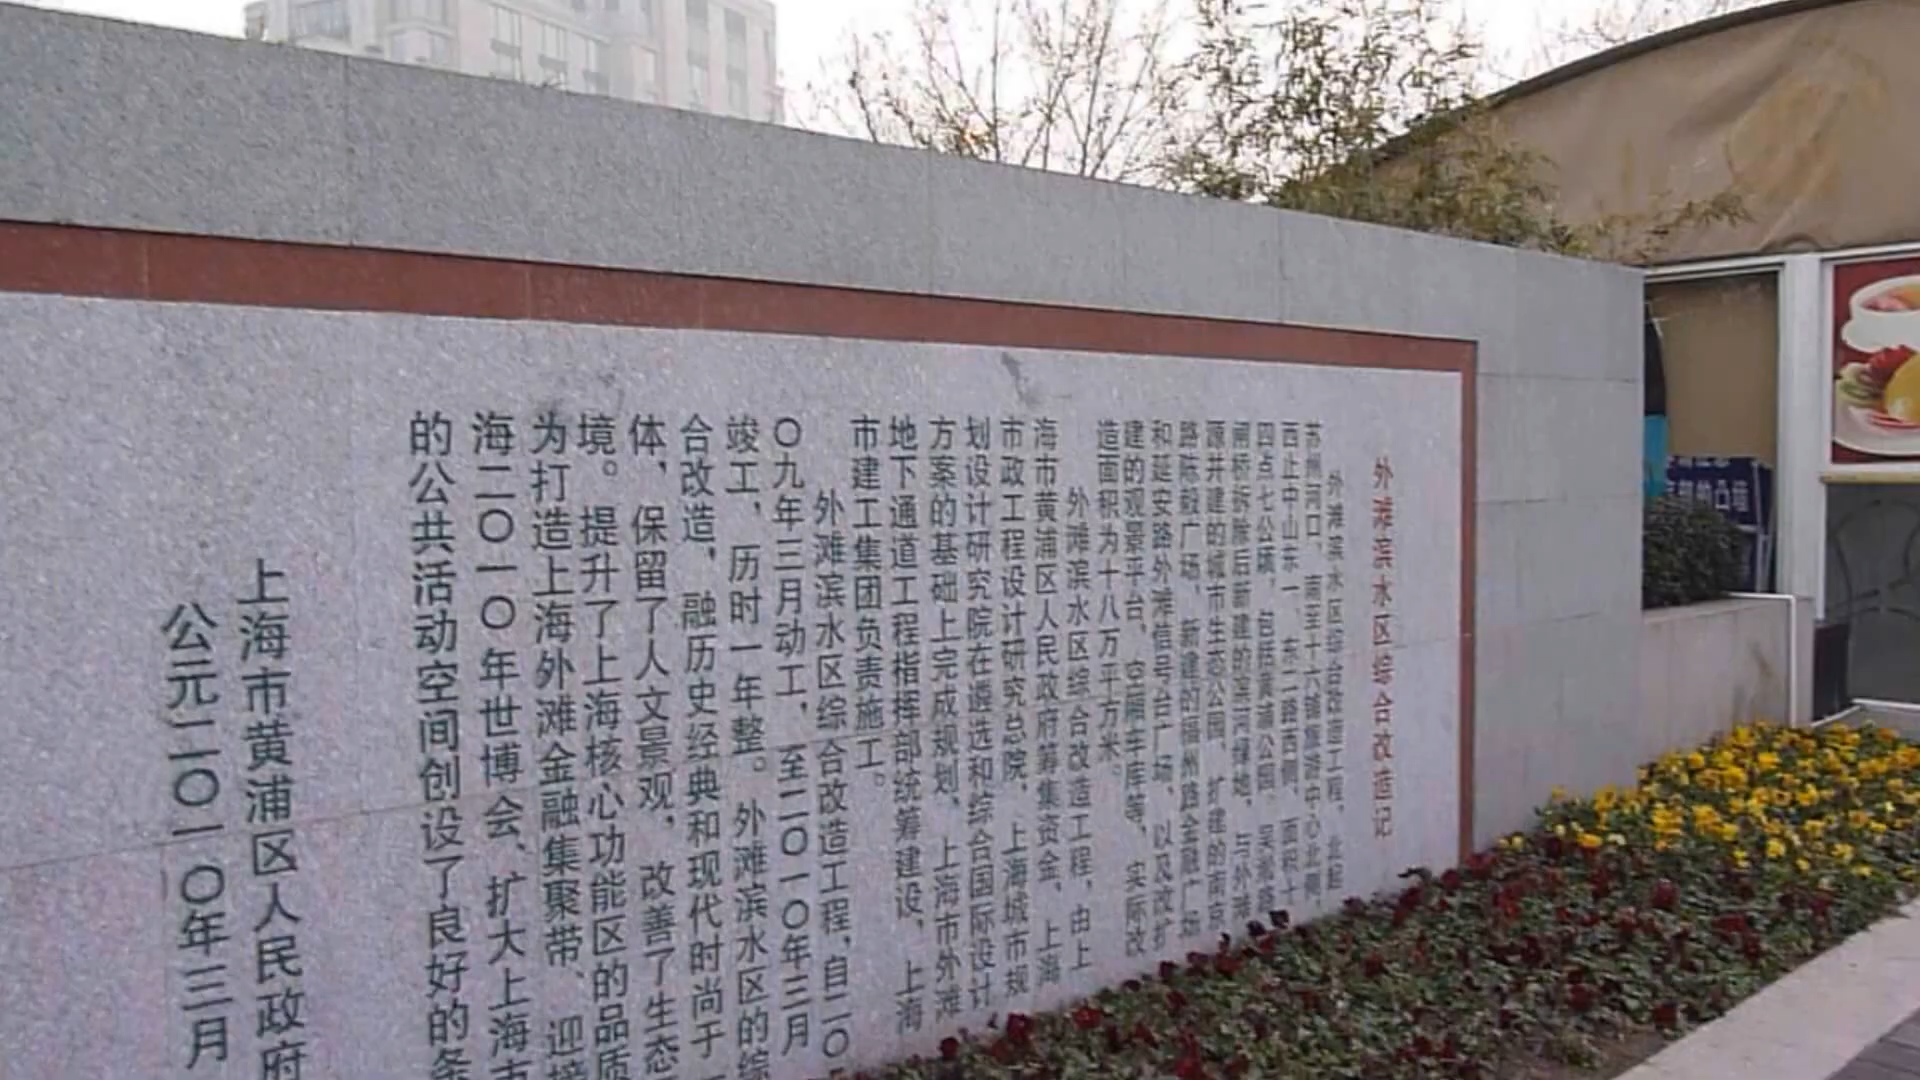 外滩滨水区综合改造记
外滩滨水区综合改造工程，北起
苏州河口，南至十六铺旅游中心北侧，
西止中山东一、东二路西侧，面积十
四点七公顷，包括黄浦公园、吴淞路
闸桥拆除后新建的滨河绿地、与外滩
源并建的城市生态公园、扩建的南京
路陈毅广场、新建的福州路金融广场
和延安路外滩信号台广场，以及改扩
建的观景平台、空厢车库等，实际改
造面积为十八万平方米。
外滩滨水区综合改造工程，由上
海市黄浦区人民政府筹集资金，上海
市政工程设计研究总院、上海城市规
划设计研究院在遴选和综合国际设计
方案的基础上完成规划，上海市外滩
地下通道工程指挥部统筹建设，上海
市建工集团负责施工。
外滩滨水区综合改造工程，自二〇
〇九年三月动工，至二〇一〇年三月
竣工，历时一年整。外滩滨水区的综
合改造，融历史经典和现代时尚于一
体，保留了人文景观，改善了生态
境。提升了上海核心功能区的品质
为打造上海外滩金融集聚带、迎接
海二〇一〇年世博会、扩大上海市
的公共活动空间创设了良好的条
上海市黄浦区人民政府
公元二〇一〇年三月